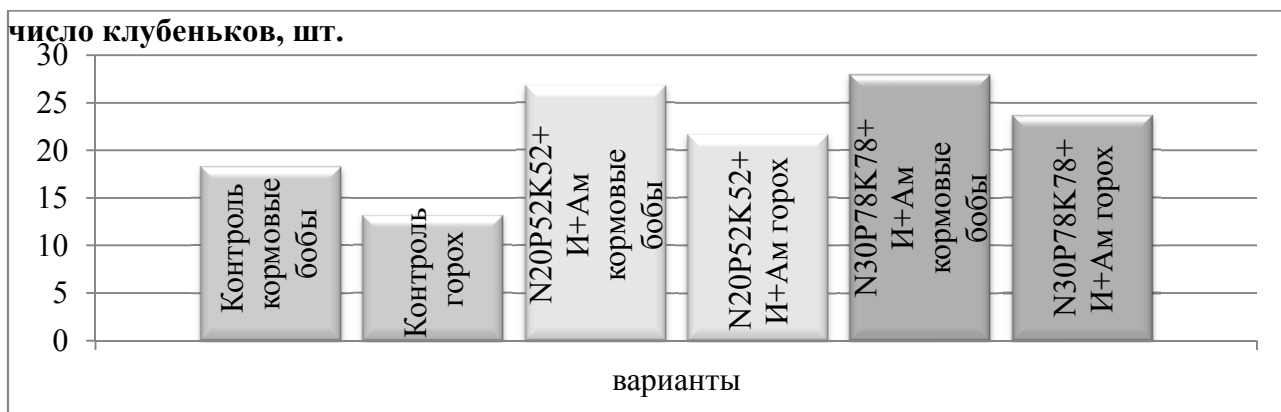 число клубеньков, шт.
30
25
20
15
10
5
0
Контроль
кормовые
бобы
Контроль
горох
N20P52K52+
И+Ам
кормовые
бобы
N20P52K52+
И+Ам горох
N30P78K78+
И+Ам
кормовые
бобы
N30P78K78+
И+Ам горох
варианты